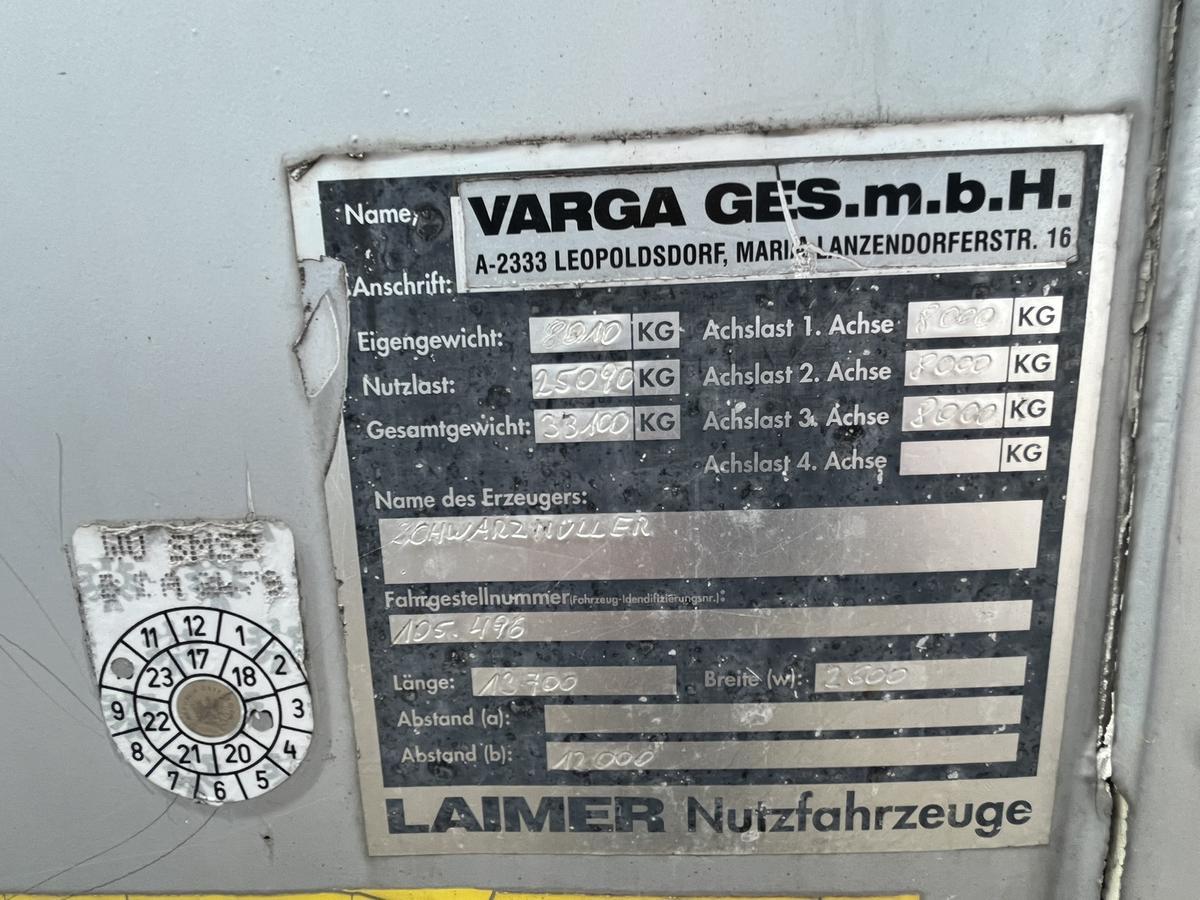 Name,
VARGA GES.m.b.H.
A-2333 LEOPOLDSDORF, MARIA LANZENDORFERSTR. 16
Anschrift:
Eigengewicht: 8010 KG
Achslast 1. Achse 8000 KG
Nutzlast: 25090 KG
Achslast 2. Achse 8000 KG
Gesamtgewicht: 33100 KG
Achslast 3. Achse 8000 KG
Achslast 4. Achse KG
Name des Erzeugers:
SCHWARZMÜLLER
Fahrgestellnummer (Fahrzeug-Idendifizierungsnr.):
105.496
Länge: 13700
Breite (w): 2600
Abstand (a):
Abstand (b): 12000
LAIMER Nutzfahrzeuge
11 12 1 2 3 4 5 6 7 8 9
17 18 20 21 22 23